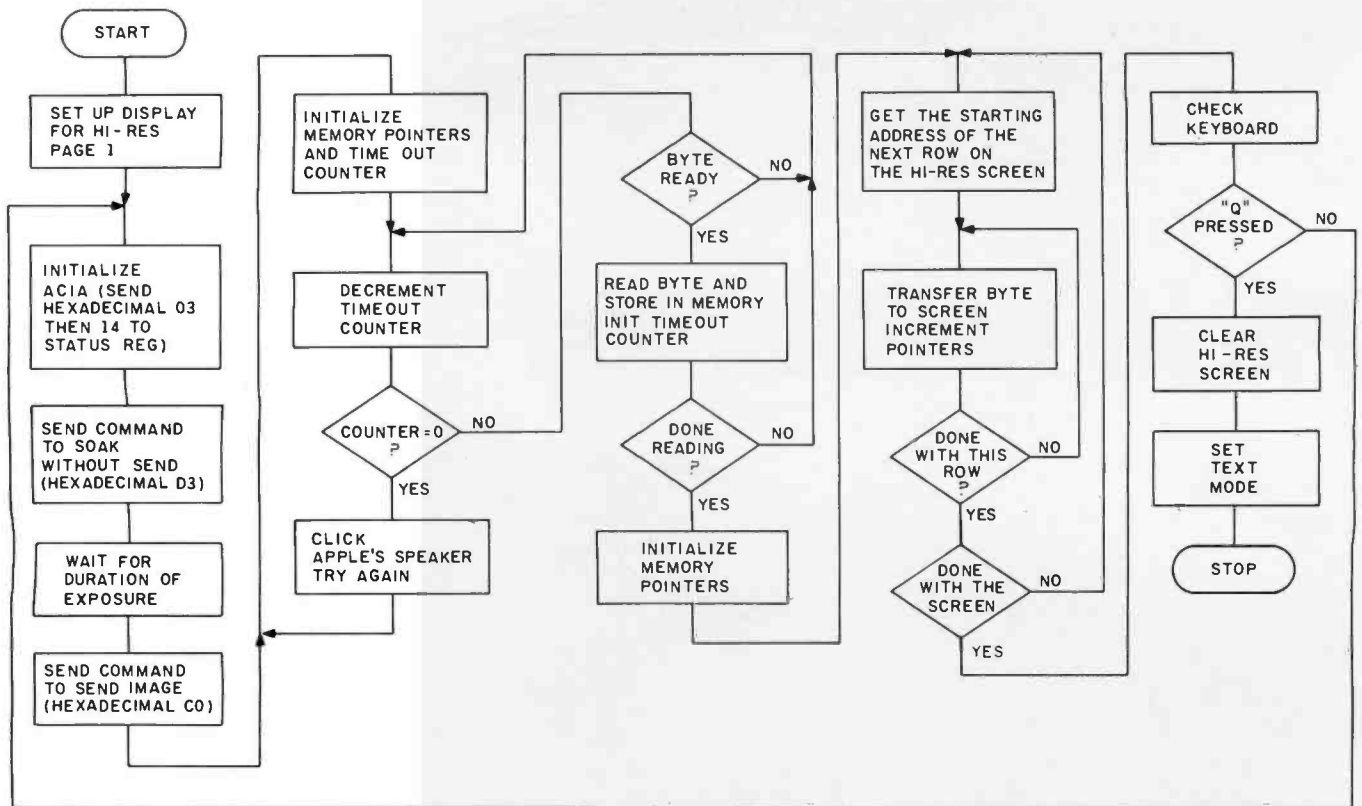 START
SET UP DISPLAY
FOR HI-RES
PAGE 1
INITIALIZE
ACIA (SEND
HEXADECIMAL 03
THEN 14 TO
STATUS REG)
SEND COMMAND
TO SOAK
WITHOUT SEND
(HEXADECIMAL D3)
WAIT FOR
DURATION OF
EXPOSURE
SEND COMMAND
TO SEND IMAGE
(HEXADECIMAL C0)
INITIALIZE
MEMORY POINTERS
AND TIME OUT
COUNTER
DECREMENT
TIMEOUT
COUNTER
COUNTER=0
?
NO
YES
CLICK
APPLE'S SPEAKER
TRY AGAIN
BYTE
READY
?
NO
YES
READ BYTE AND
STORE IN MEMORY
INIT TIMEOUT
COUNTER
DONE
READING
?
NO
YES
INITIALIZE
MEMORY
POINTERS
GET THE STARTING
ADDRESS OF THE
NEXT ROW ON
THE HI-RES SCREEN
TRANSFER BYTE
TO SCREEN
INCREMENT
POINTERS
DONE
WITH THIS
ROW
?
NO
YES
DONE
WITH THE
SCREEN
NO
YES
CHECK
KEYBOARD
"Q"
PRESSED
?
NO
YES
CLEAR
HI-RES
SCREEN
SET
TEXT
MODE
STOP